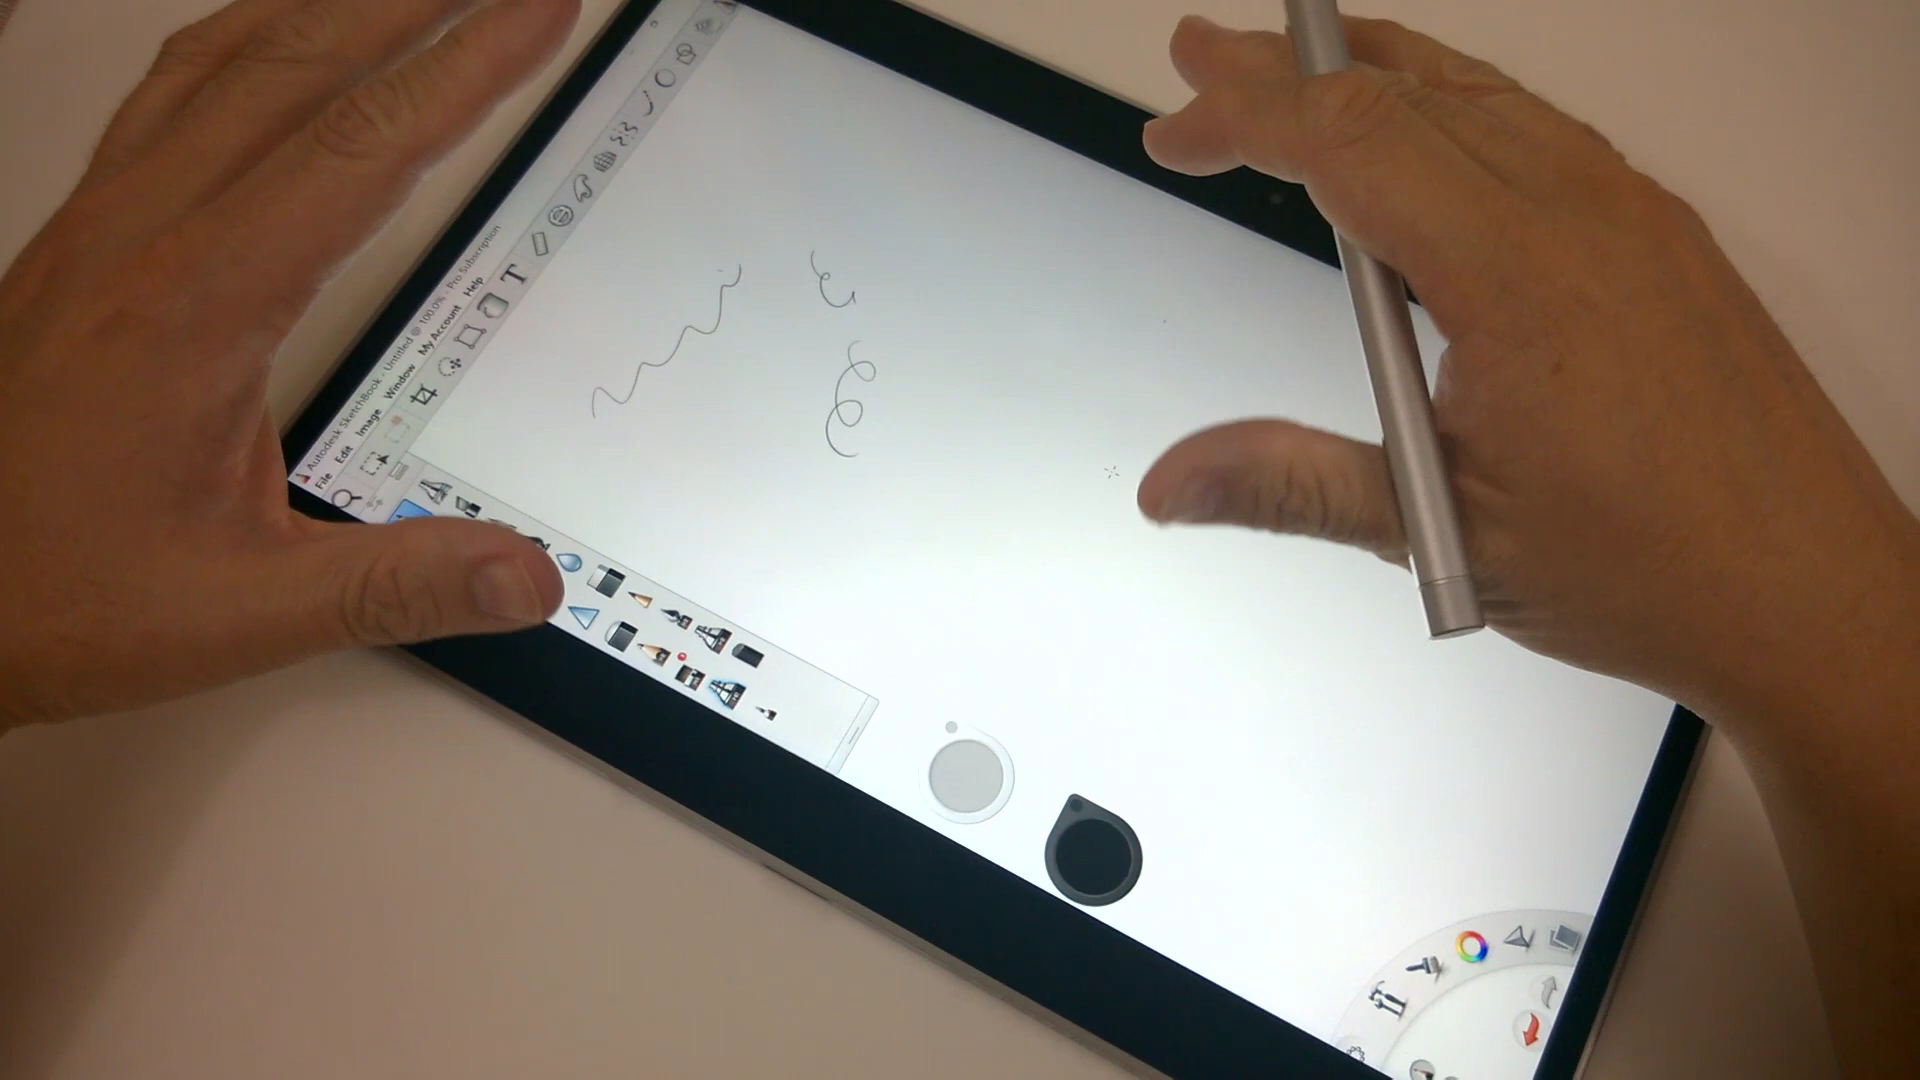 Autodesk SketchBook - Untitled @ 100.0% - Pro Subscription
File Edit Image Window My Account Help
T